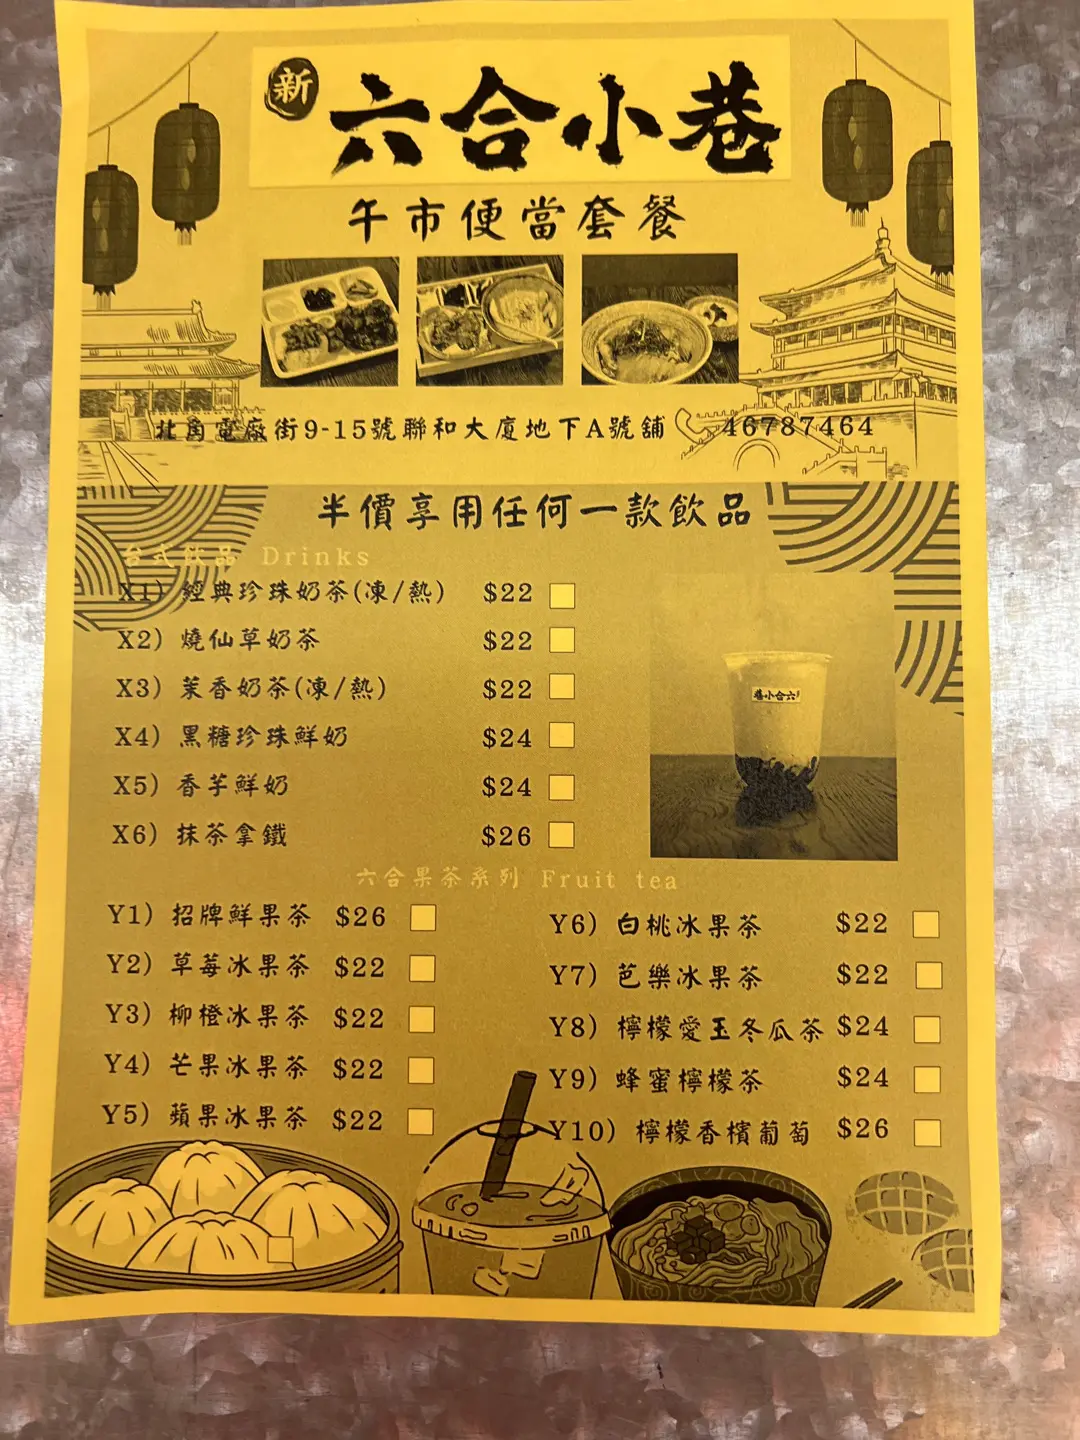 新 六合小巷
午市便當套餐
北角電廠街9-15號聯和大廈地下A號舖 46787464
半價享用任何一款飲品
台式飲品 Drinks
X1) 經典珍珠奶茶(凍/熱) $22
X2) 燒仙草奶茶 $22
X3) 茉香奶茶(凍/熱) $22
X4) 黑糖珍珠鮮奶 $24
X5) 香芋鮮奶 $24
X6) 抹茶拿鐵 $26
巷小合六
六合果茶系列 Fruit tea
Y1) 招牌鮮果茶 $26
Y2) 草莓冰果茶 $22
Y3) 柳橙冰果茶 $22
Y4) 芒果冰果茶 $22
Y5) 蘋果冰果茶 $22
Y6) 白桃冰果茶 $22
Y7) 芭樂冰果茶 $22
Y8) 檸檬愛玉冬瓜茶 $24
Y9) 蜂蜜檸檬茶 $24
Y10) 檸檬香檳葡萄 $26